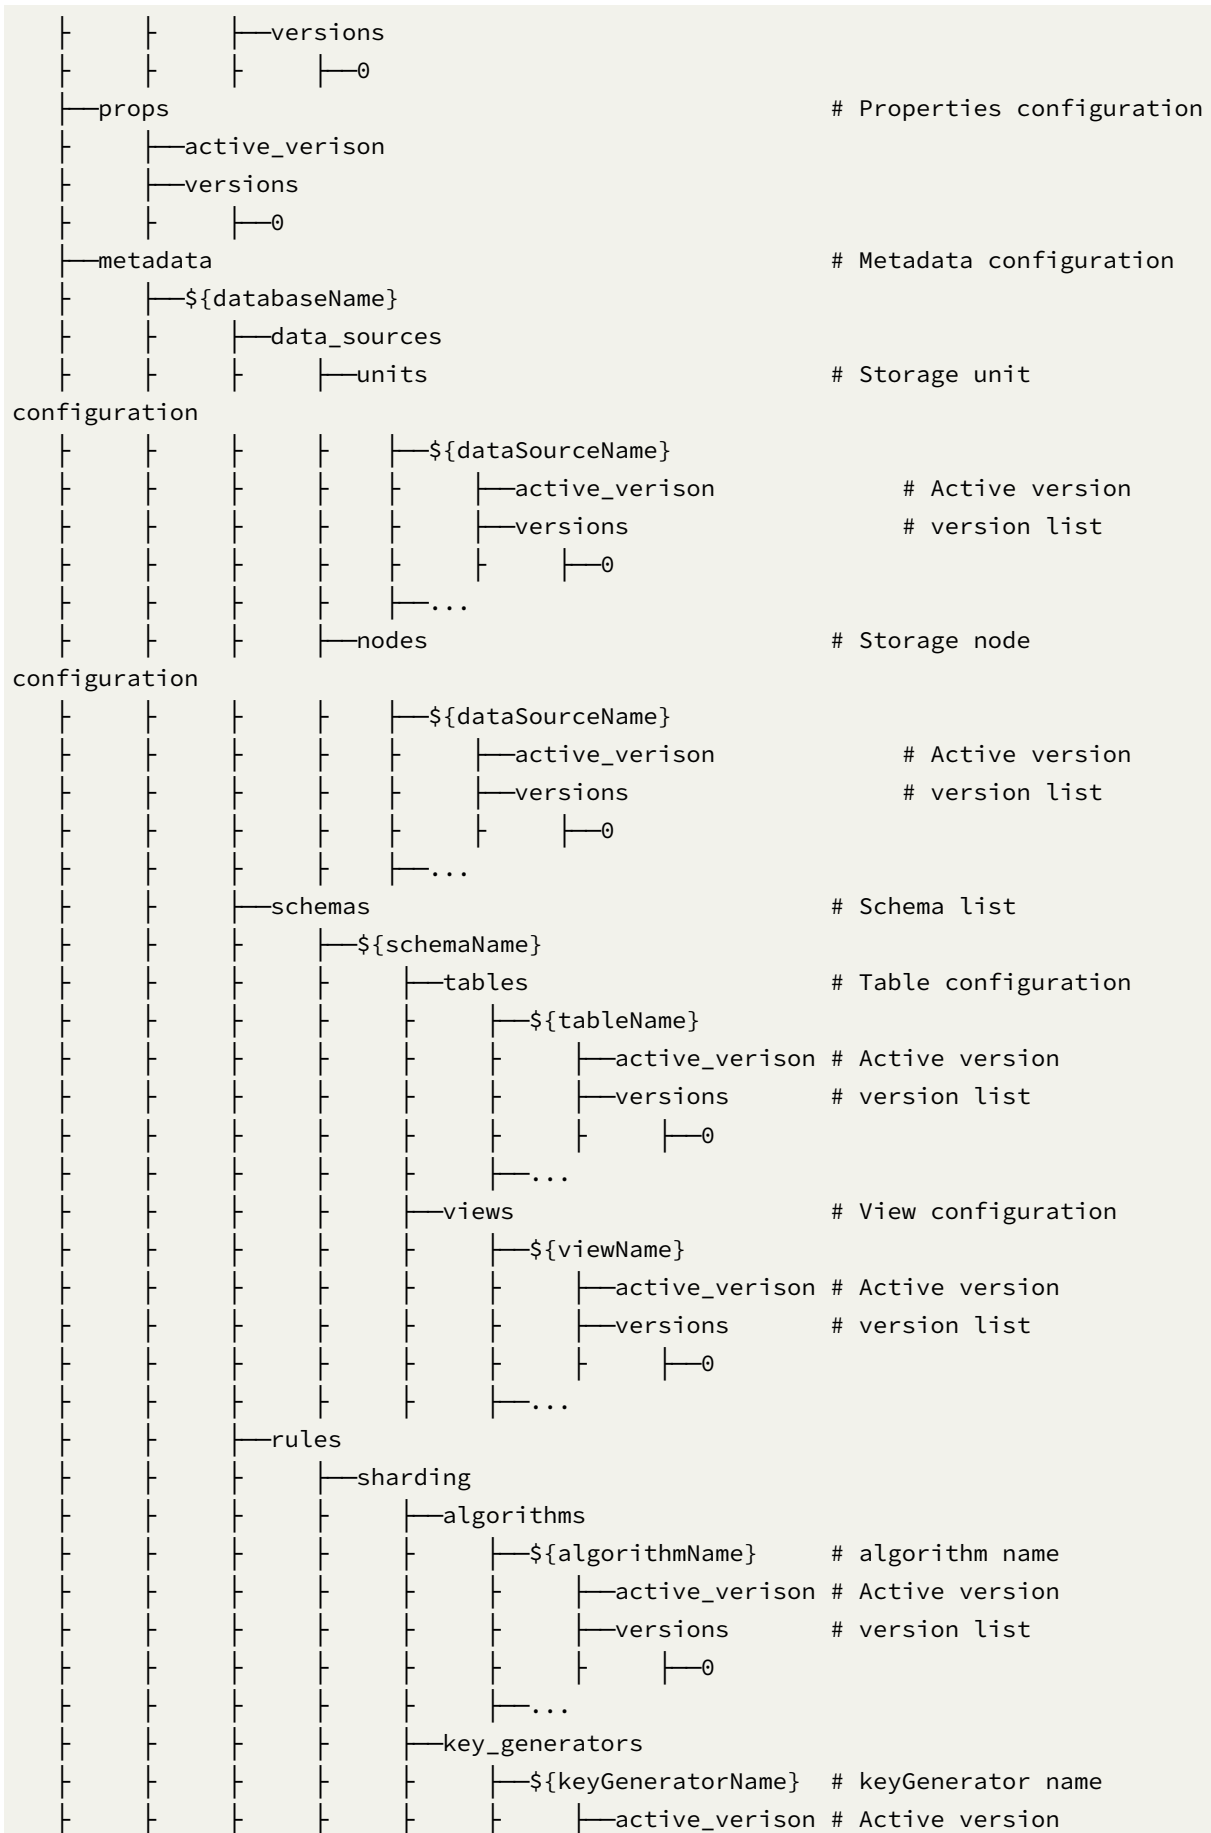 ├      ├      ├──versions
├      ├      ├      ├──0
├──props                                                # Properties configuration
├      ├──active_verison
├      ├──versions
├      ├      ├──0
├──metadata                                             # Metadata configuration
├      ├──${databaseName}
├      ├      ├──data_sources
├      ├      ├      ├──units                            # Storage unit
configuration
├      ├      ├      ├      ├──${dataSourceName}
├      ├      ├      ├      ├      ├──active_verison             # Active version
├      ├      ├      ├      ├      ├──versions                   # version list
├      ├      ├      ├      ├      ├      ├──0
├      ├      ├      ├      ├──...
├      ├      ├      ├──nodes                            # Storage node
configuration
├      ├      ├      ├      ├──${dataSourceName}
├      ├      ├      ├      ├      ├──active_verison             # Active version
├      ├      ├      ├      ├      ├──versions                   # version list
├      ├      ├      ├      ├      ├      ├──0
├      ├      ├      ├      ├──...
├      ├      ├──schemas                                 # Schema list
├      ├      ├      ├──${schemaName}
├      ├      ├      ├      ├──tables                    # Table configuration
├      ├      ├      ├      ├      ├──${tableName}
├      ├      ├      ├      ├      ├      ├──active_verison # Active version
├      ├      ├      ├      ├      ├      ├──versions       # version list
├      ├      ├      ├      ├      ├      ├      ├──0
├      ├      ├      ├      ├      ├──...
├      ├      ├      ├      ├──views                     # View configuration
├      ├      ├      ├      ├      ├──${viewName}
├      ├      ├      ├      ├      ├      ├──active_verison # Active version
├      ├      ├      ├      ├      ├      ├──versions       # version list
├      ├      ├      ├      ├      ├      ├      ├──0
├      ├      ├      ├      ├      ├──...
├      ├      ├──rules
├      ├      ├      ├──sharding
├      ├      ├      ├      ├──algorithms
├      ├      ├      ├      ├      ├──${algorithmName}     # algorithm name
├      ├      ├      ├      ├      ├      ├──active_verison # Active version
├      ├      ├      ├      ├      ├      ├──versions       # version list
├      ├      ├      ├      ├      ├      ├      ├──0
├      ├      ├      ├      ├      ├──...
├      ├      ├      ├      ├──key_generators
├      ├      ├      ├      ├      ├──${keyGeneratorName}  # keyGenerator name
├      ├      ├      ├      ├      ├      ├──active_verison # Active version